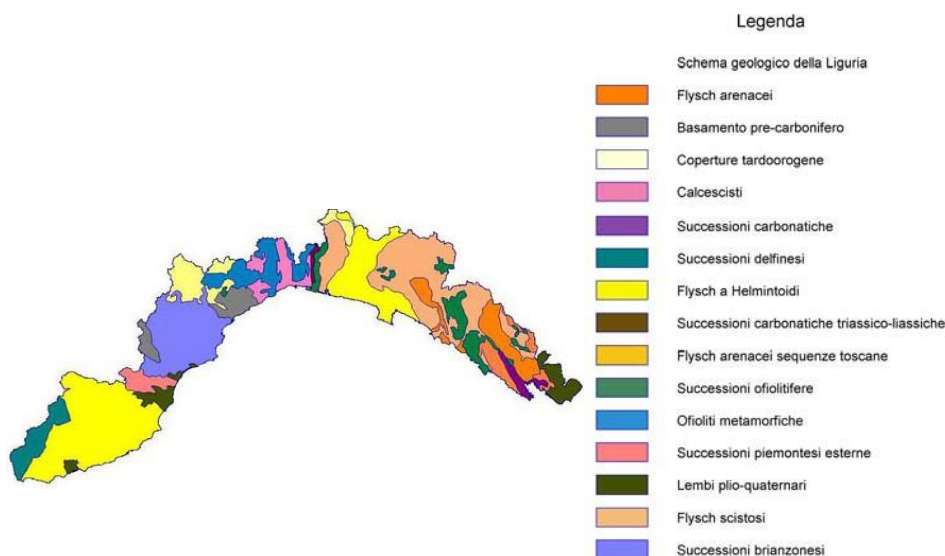 Legenda
Schema geologico della Liguria
Flysch arenacei
Basamento pre-carbonifero
Coperture tardoorogene
Calcescisti
Successioni carbonatiche
Successioni delfinesi
Flysch a Helmintoidi
Successioni carbonatiche triassico-liassiche
Flysch arenacei sequenze toscane
Successioni ofiolitifere
Ofioliti metamorfiche
Successioni piemontesi esterne
Lembi plio-quaternari
Flysch scistosi
Successioni brianzonesi